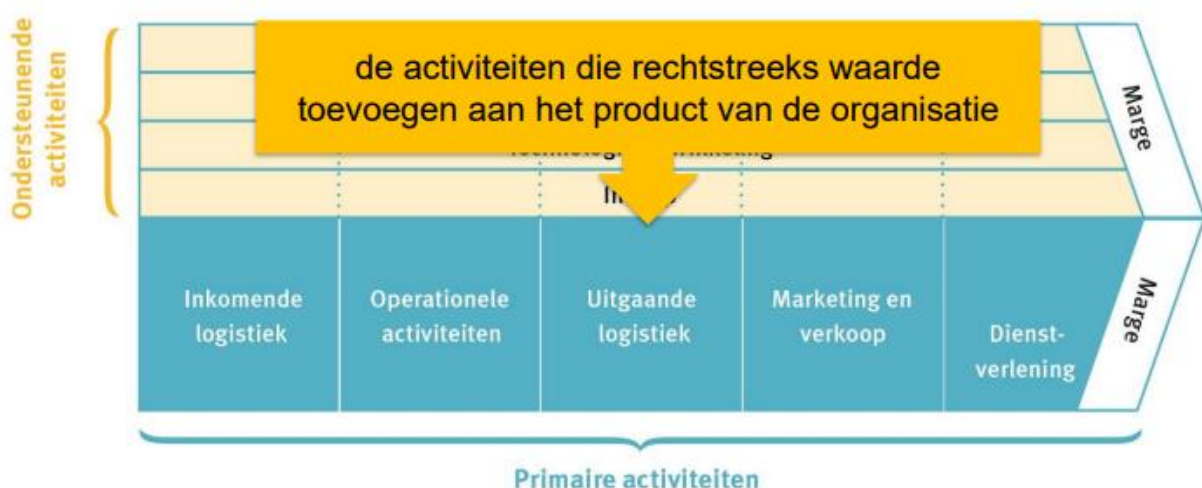 Ondersteunende
activiteiten
de activiteiten die rechtstreeks waarde
toevoegen aan het product van de organisatie
Marge
Inkomende
logistiek
Operationele
activiteiten
Uitgaande
logistiek
Marketing en
verkoop
Dienst-
verlening
Marge
Primaire activiteiten